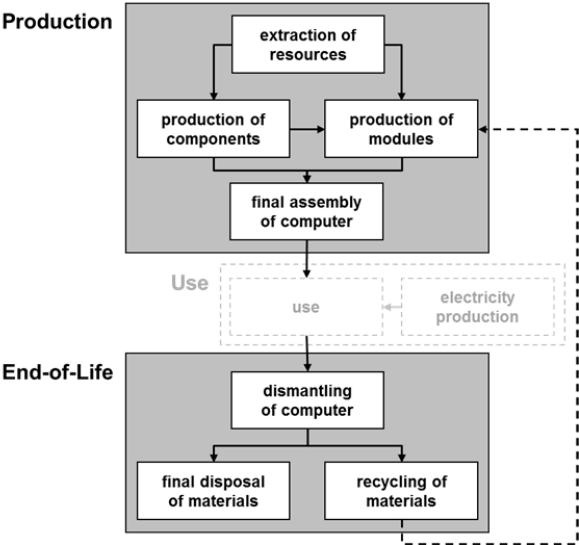 Production
extraction of
resources
production of
components
production of
modules
final assembly
of computer
Use
use
electricity
production
End-of-Life
dismantling
of computer
final disposal
of materials
recycling of
materials